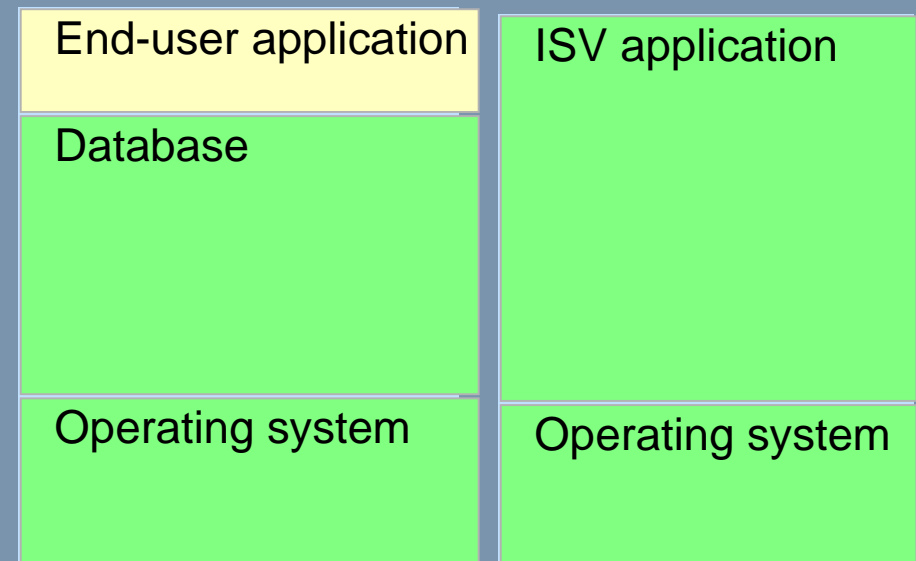 End-user application
Database
Operating system
ISV application
Operating system